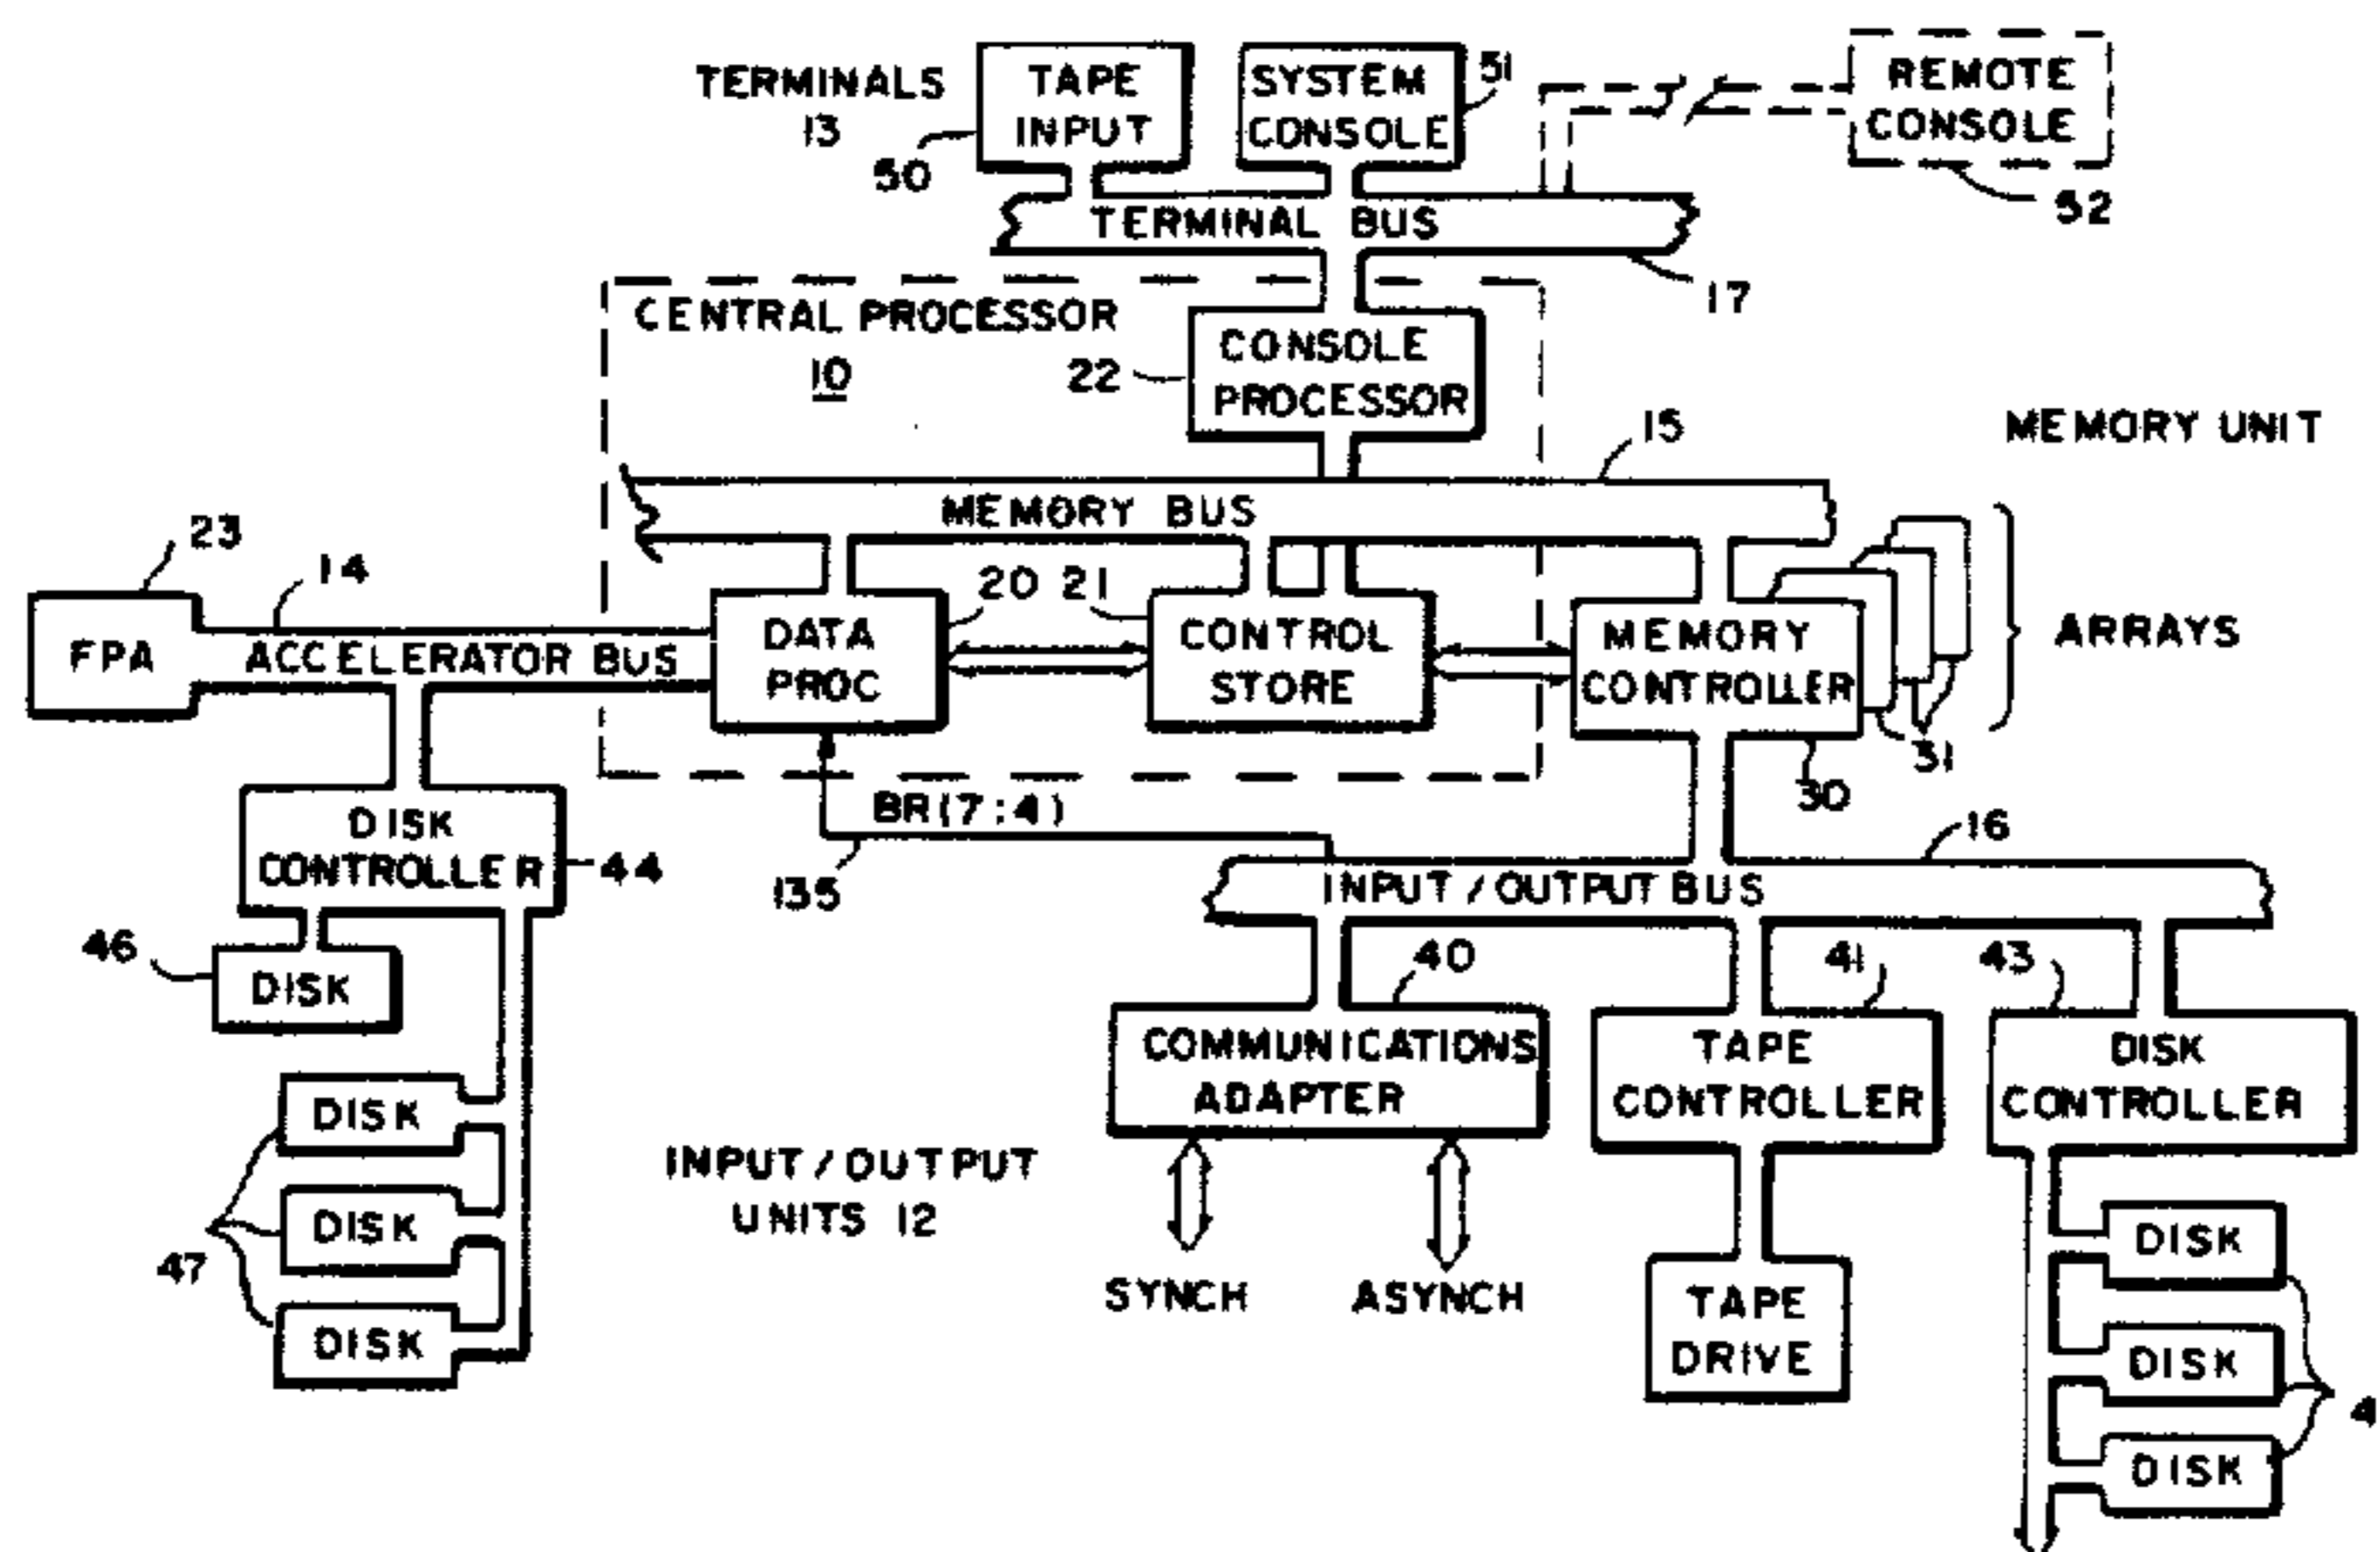 TERMINALS
13
TAPE
INPUT
50
SYSTEM
CONSOLE
51
REMOTE
CONSOLE
52
TERMINAL BUS
17
CENTRAL PROCESSOR
10
CONSOLE
PROCESSOR
22
15
MEMORY UNIT
MEMORY BUS
23
14
FPA
ACCELERATOR BUS
20
21
DATA
PROC
CONTROL
STORE
MEMORY
CONTROLLER
ARRAYS
31
30
BR(7:4)
135
DISK
CONTROLLER
44
16
INPUT/OUTPUT BUS
46
DISK
40
41
43
COMMUNICATIONS
ADAPTER
TAPE
CONTROLLER
DISK
CONTROLLER
DISK
DISK
DISK
47
INPUT/OUTPUT
UNITS 12
SYNCH
ASYNCH
TAPE
DRIVE
DISK
DISK
DISK
4